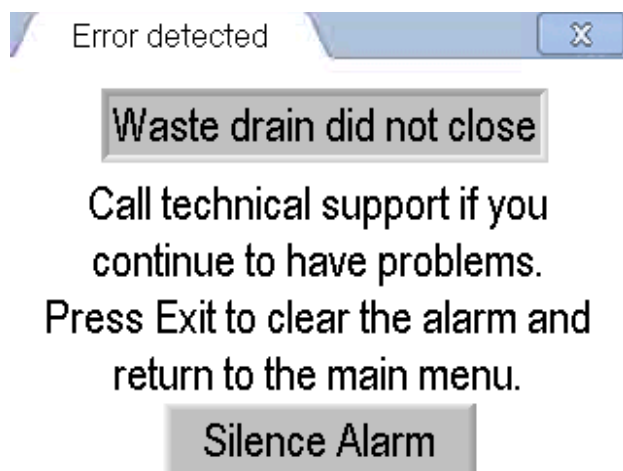 Error detected
Waste drain did not close
Call technical support if you
continue to have problems.
Press Exit to clear the alarm and
return to the main menu.
Silence Alarm